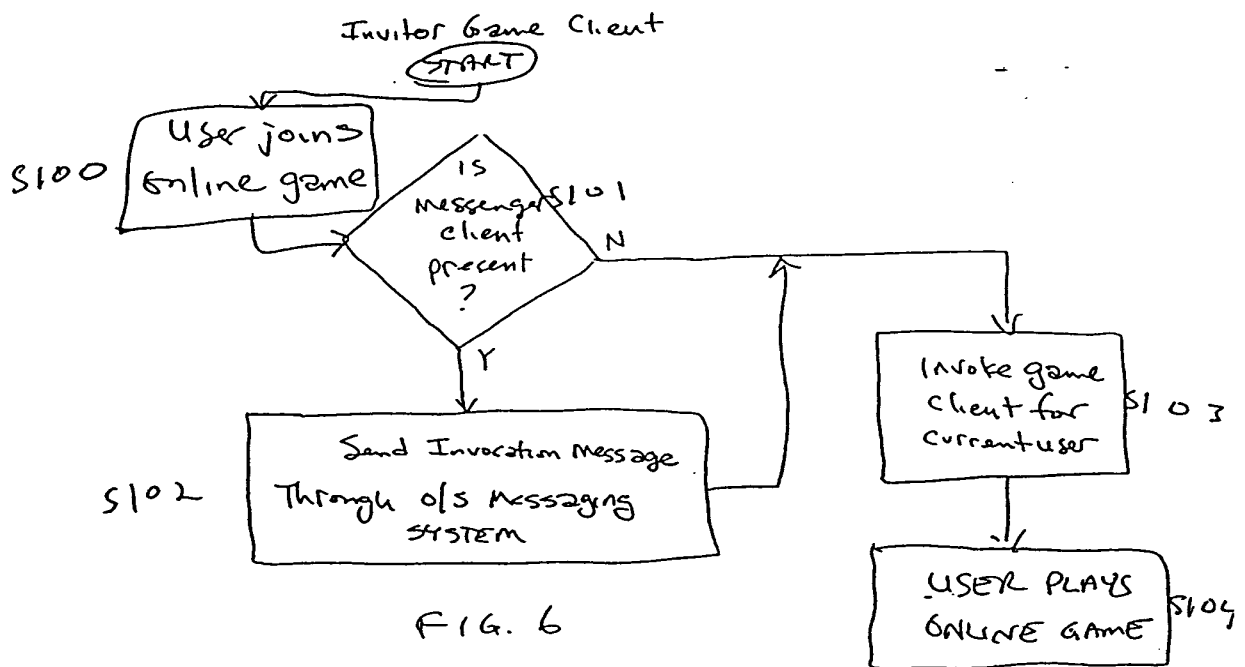 Invitor Game Client
START
S100
User joins
online game
Is
Messenger
client
present
?
S101
N
Y
S102
Send Invocation Message
Through O/S Messaging
SYSTEM
Invoke game
client for
current user
S103
USER PLAYS
ONLINE GAME
S104
FIG. 6